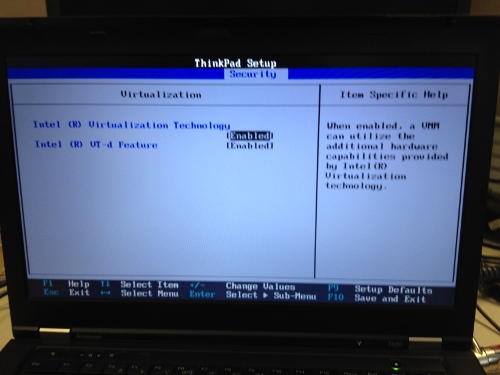 ThinkPad Setup
Security
Virtualization
Item Specific Help
Intel (R) Virtualization Technology
[Enabled]
Intel (R) VT-d Feature [Enabled]
When enabled, a VMM
can utilize the
additional hardware
capabilities provided
by Intel(R)
Virtualization
technology.
F1 Help ↑↓ Select Item -/- Change Values F9 Setup Defaults
Esc Exit ↔ Select Menu Enter Select ▶ Sub-Menu F10 Save and Exit